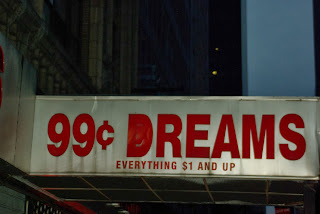 99¢ DREAMS
EVERYTHING $1 AND UP